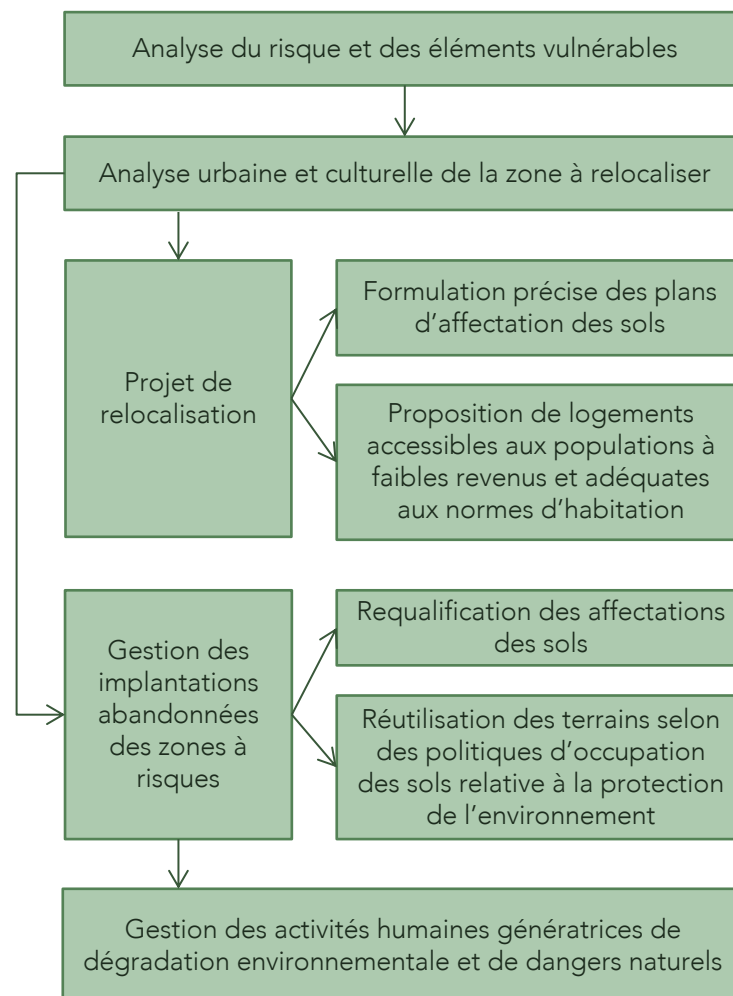 Analyse du risque et des éléments vulnérables
Analyse urbaine et culturelle de la zone à relocaliser
Projet de
relocalisation
Formulation précise des plans
d’affectation des sols
Proposition de logements
accessibles aux populations à
faibles revenus et adéquates
aux normes d’habitation
Gestion des
implantations
abandonnées
des zones à
risques
Requalification des affectations
des sols
Réutilisation des terrains selon
des politiques d’occupation
des sols relative à la protection
de l’environnement
Gestion des activités humaines génératrices de
dégradation environnementale et de dangers naturels